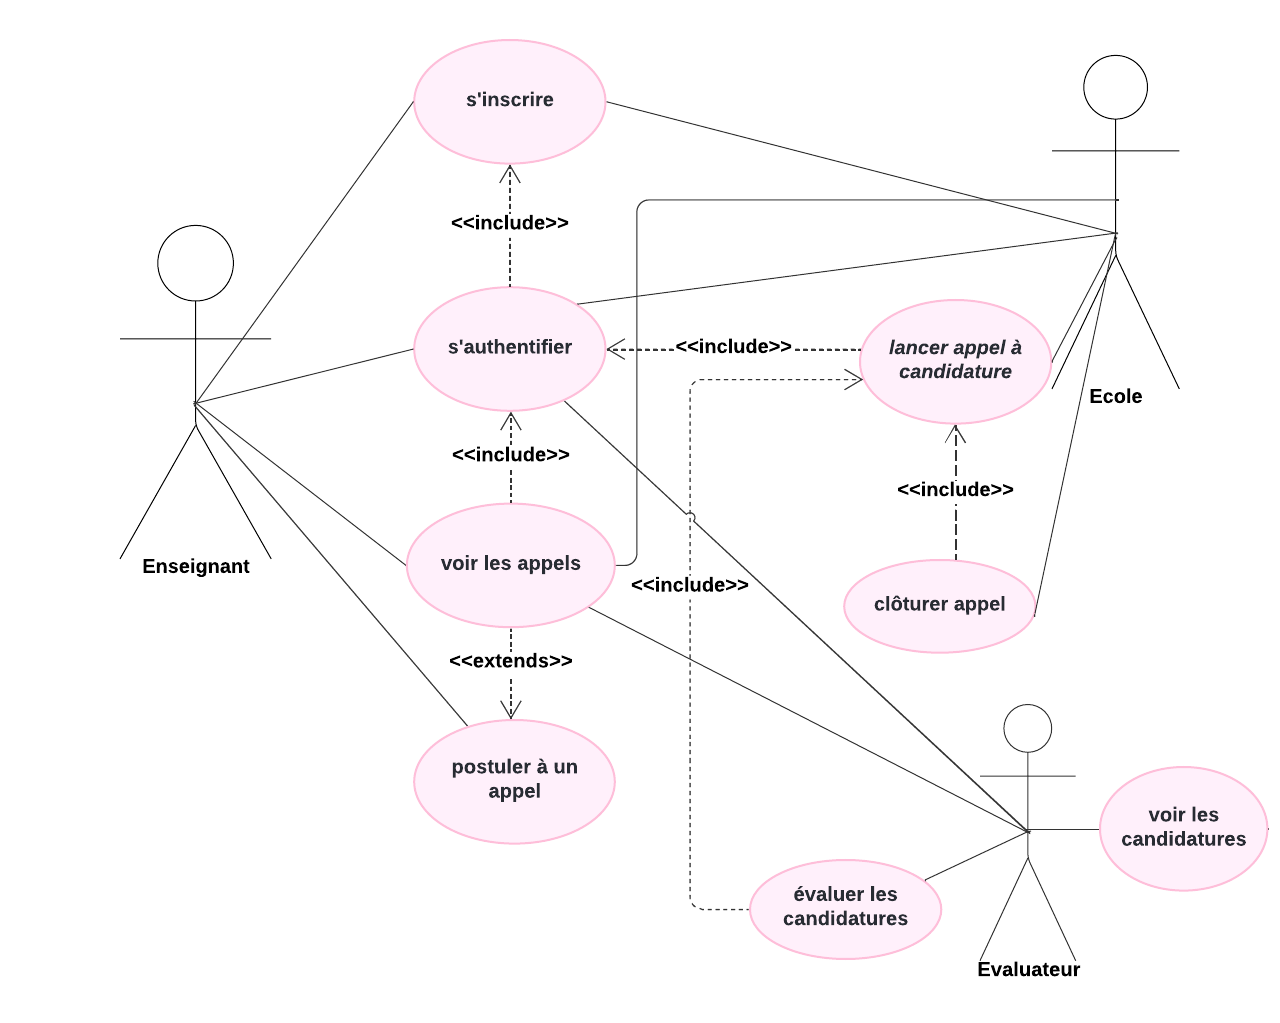 s'inscrire
<<include>>
s'authentifier
<<include>>
lancer appel à
candidature
Ecole
<<include>>
<<include>>
voir les appels
Enseignant
<<include>>
clôturer appel
<<extends>>
postuler à un
appel
voir les
candidatures
évaluer les
candidatures
Evaluateur